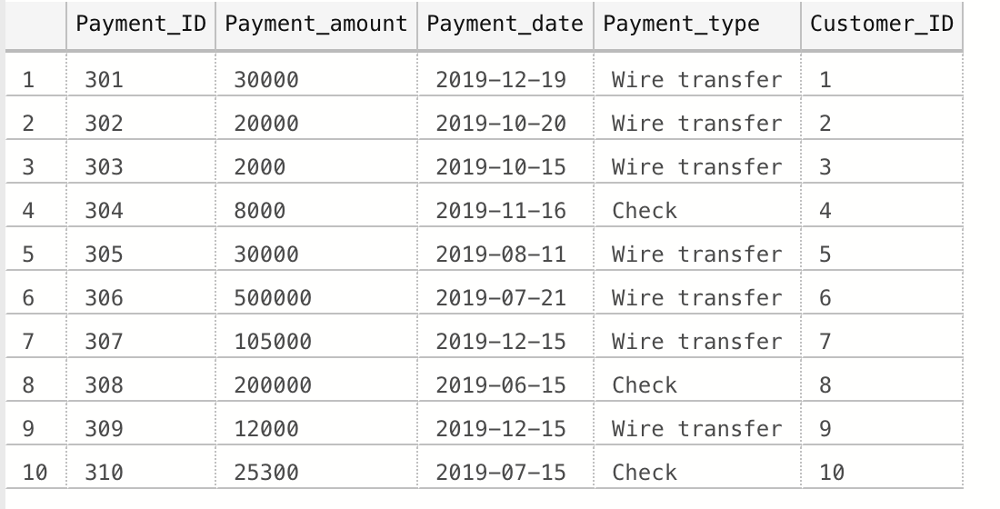 Payment_ID Payment_amount Payment_date Payment_type Customer_ID
1 301 30000 2019-12-19 Wire transfer 1
2 302 20000 2019-10-20 Wire transfer 2
3 303 2000 2019-10-15 Wire transfer 3
4 304 8000 2019-11-16 Check 4
5 305 30000 2019-08-11 Wire transfer 5
6 306 500000 2019-07-21 Wire transfer 6
7 307 105000 2019-12-15 Wire transfer 7
8 308 200000 2019-06-15 Check 8
9 309 12000 2019-12-15 Wire transfer 9
10 310 25300 2019-07-15 Check 10